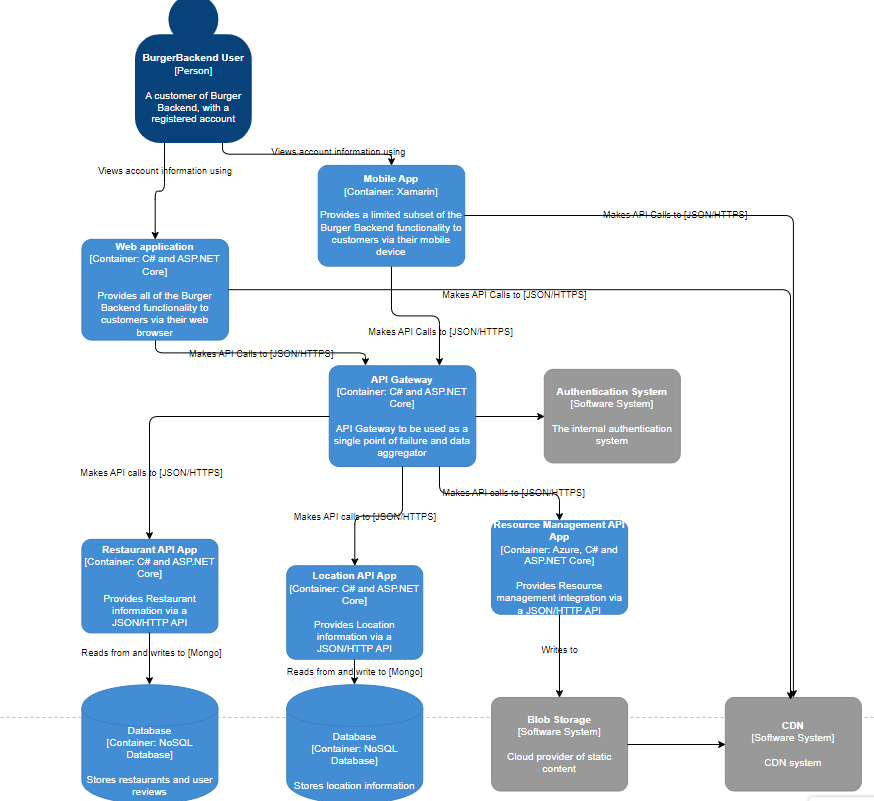 BurgerBackend User
[Person]
A customer of Burger
Backend, with a
registered account
Views account information using
Views account information using
Mobile App
[Container: Xamarin]
Provides a limited subset of the
Burger Backend functionality to
customers via their mobile
device
Makes API Calls to [JSON/HTTPS]
Web application
[Container: C# and ASP.NET
Core]
Provides all of the Burger
Backend functionality to
customers via their web
browser
Makes API Calls to [JSON/HTTPS]
Makes API Calls to [JSON/HTTPS]
Makes API Calls to [JSON/HTTPS]
API Gateway
[Container: C# and ASP.NET
Core]
API Gateway to be used as a
single point of failure and data
aggregator
Authentication System
[Software System]
The internal authentication
system
Makes API calls to [JSON/HTTPS]
Makes API calls to [JSON/HTTPS]
Makes API calls to [JSON/HTTPS]
Restaurant API App
[Container: C# and ASP.NET
Core]
Provides Restaurant
information via a
JSON/HTTP API
Location API App
[Container: C# and ASP.NET
Core]
Provides Location
information via a
JSON/HTTP API
Resource Management API
App
[Container: Azure, C# and
ASP.NET Core]
Provides Resource
management integration via
a JSON/HTTP API
Reads from and writes to [Mongo]
Reads from and write to [Mongo]
Writes to
Database
[Container: NoSQL
Database]
Stores restaurants and user
reviews
Database
[Container: NoSQL
Database]
Stores location information
Blob Storage
[Software System]
Cloud provider of static
content
CDN
[Software System]
CDN system